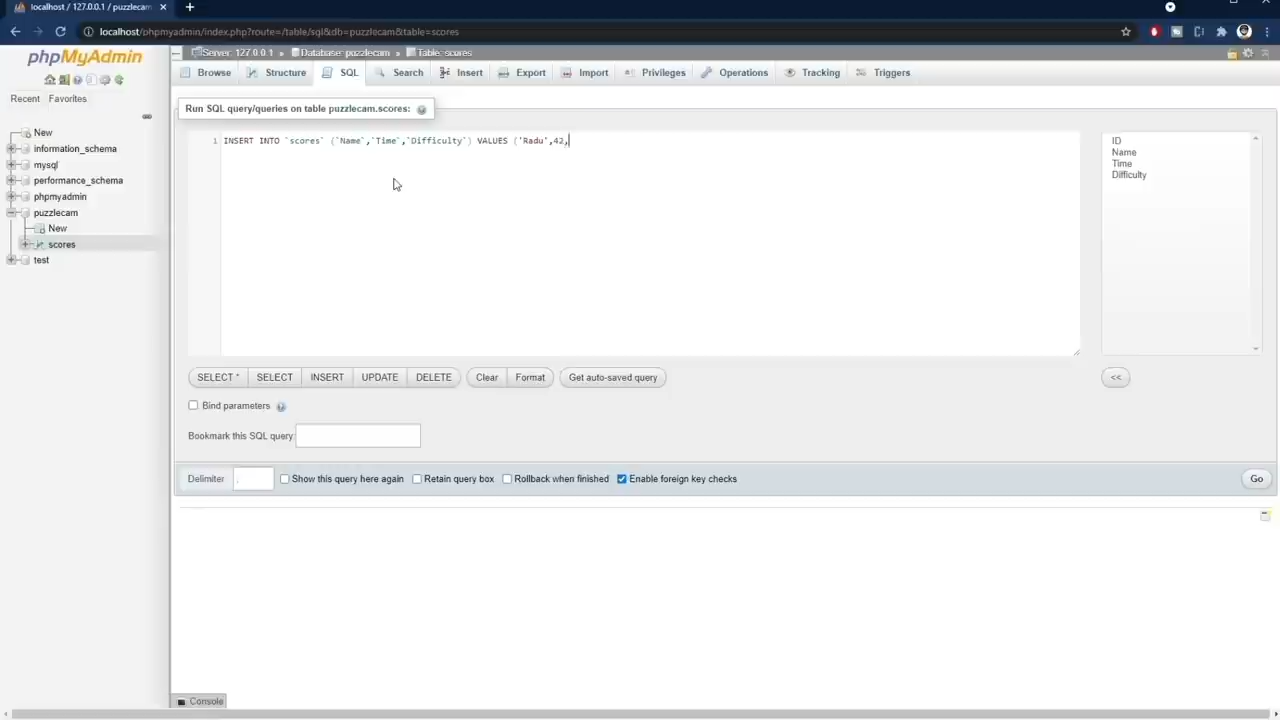 localhost / 127.0.0.1 / puzzlecam
localhost/phpmyadmin/index.php?route=/table/sql&db=puzzlecam&table=scores
phpMyAdmin
Server: 127.0.0.1 » Database: puzzlecam » Table: scores
Browse Structure SQL Search Insert Export Import Privileges Operations Tracking Triggers
Recent Favorites
Run SQL query/queries on table puzzlecam.scores:
New
information_schema
mysql
performance_schema
phpmyadmin
puzzlecam
New
scores
test
1 INSERT INTO `scores` (`Name`,`Time`,`Difficulty`) VALUES ('Radu',42,
ID
Name
Time
Difficulty
SELECT * SELECT INSERT UPDATE DELETE Clear Format Get auto-saved query <<
Bind parameters
Bookmark this SQL query:
Delimiter Show this query here again Retain query box Rollback when finished Enable foreign key checks Go
Console